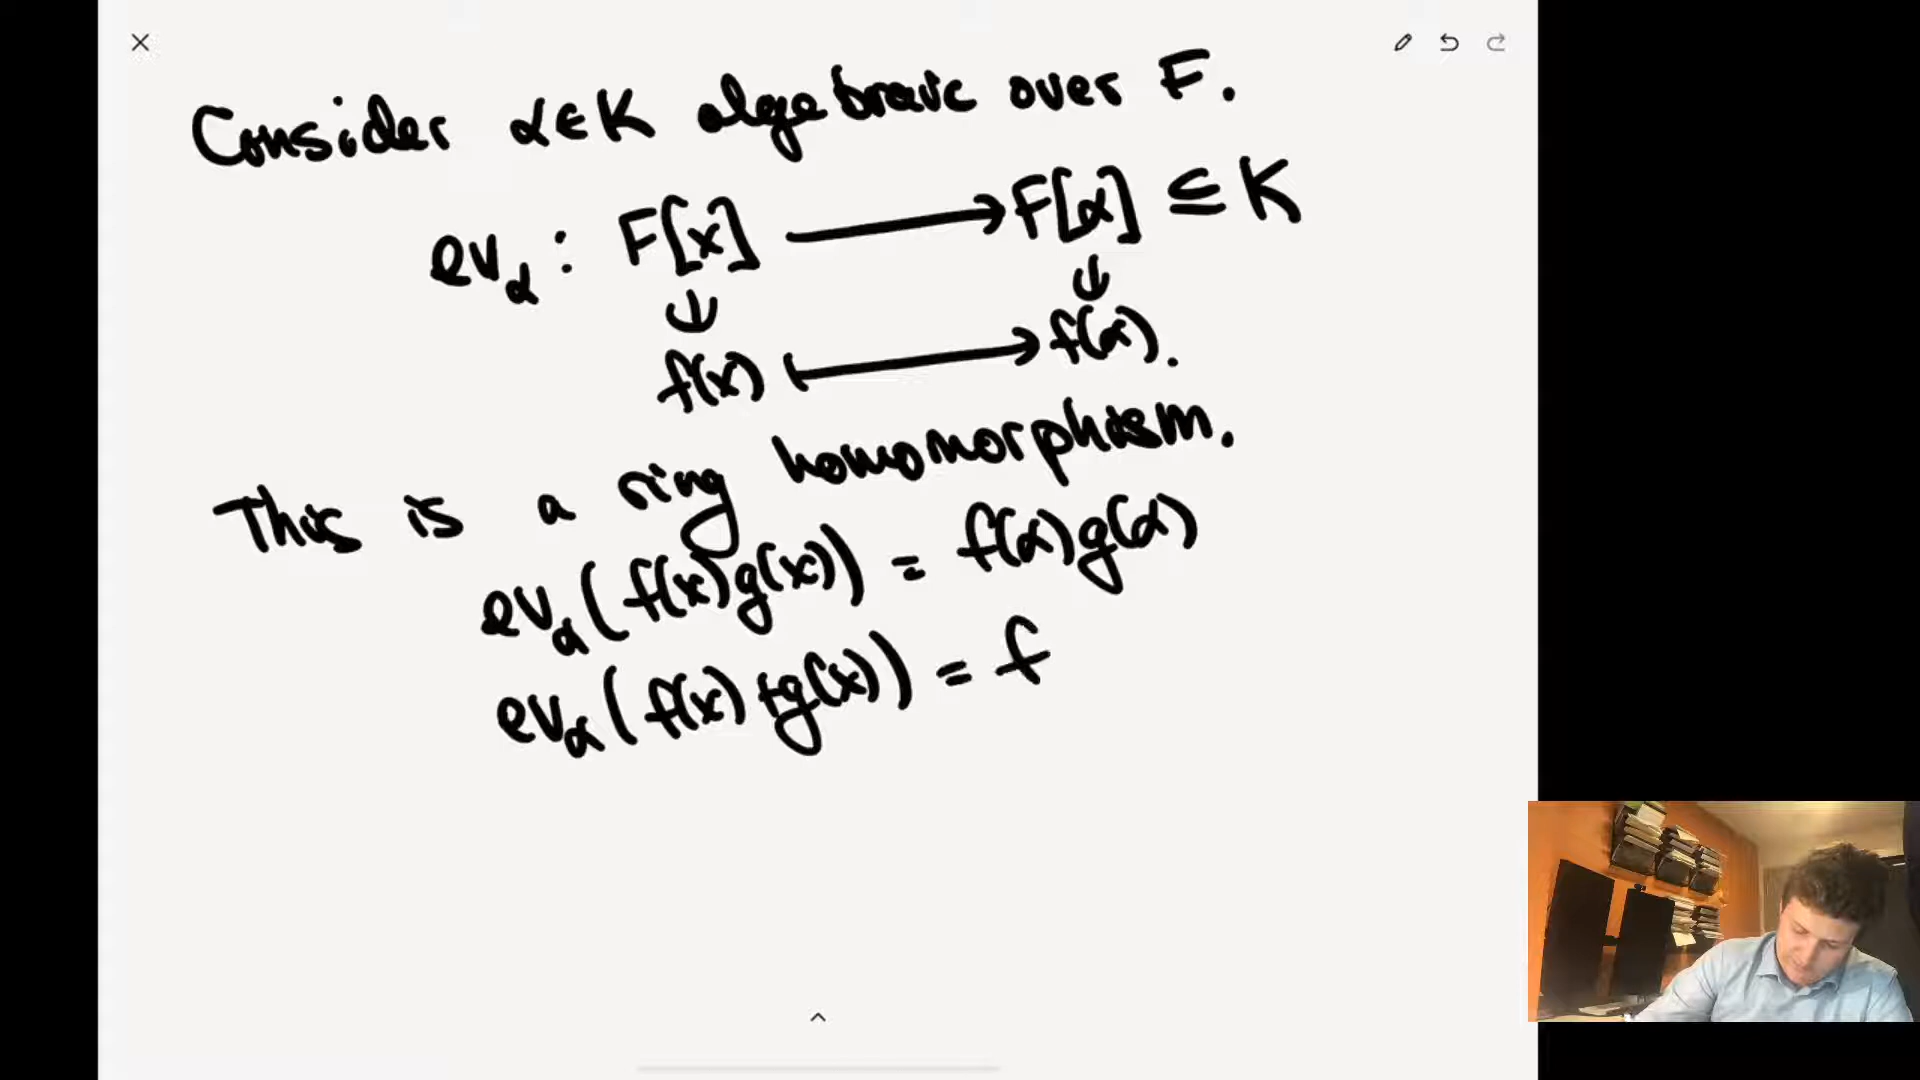 Consider α∈K algebraic over F.
ev_α : F[x] ⟶ F[α] ⊆ K
f(x) ⟼ f(α).
This is a ring homomorphism.
ev_α(f(x)g(x)) = f(α)g(α)
ev_α(f(x)+g(x)) = f